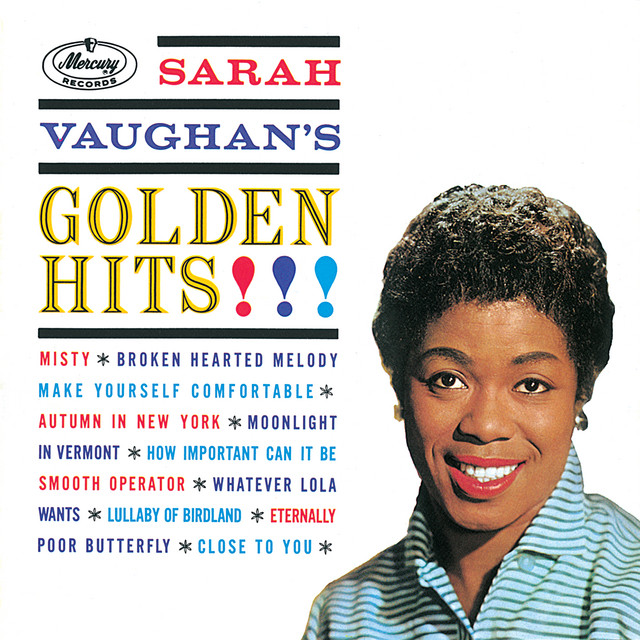 Mercury
RECORDS
SARAH
VAUGHAN'S
GOLDEN
HITS!!!
MISTY * BROKEN HEARTED MELODY
MAKE YOURSELF COMFORTABLE *
AUTUMN IN NEW YORK * MOONLIGHT
IN VERMONT * HOW IMPORTANT CAN IT BE
SMOOTH OPERATOR * WHATEVER LOLA
WANTS * LULLABY OF BIRDLAND * ETERNALLY
POOR BUTTERFLY * CLOSE TO YOU *